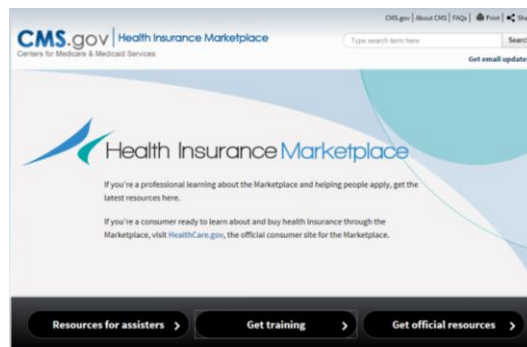 CMS.gov | About CMS | FAQs | Print |
CMS.gov | Health Insurance Marketplace
Centers for Medicare & Medicaid Services
Type search term here
Searc
Get email update
Health Insurance Marketplace
If you're a professional learning about the Marketplace and helping people apply, get the
latest resources here.
If you're a consumer ready to learn about and buy health insurance through the
Marketplace, visit HealthCare.gov, the official consumer site for the Marketplace.
Resources for assisters
Get training
Get official resources